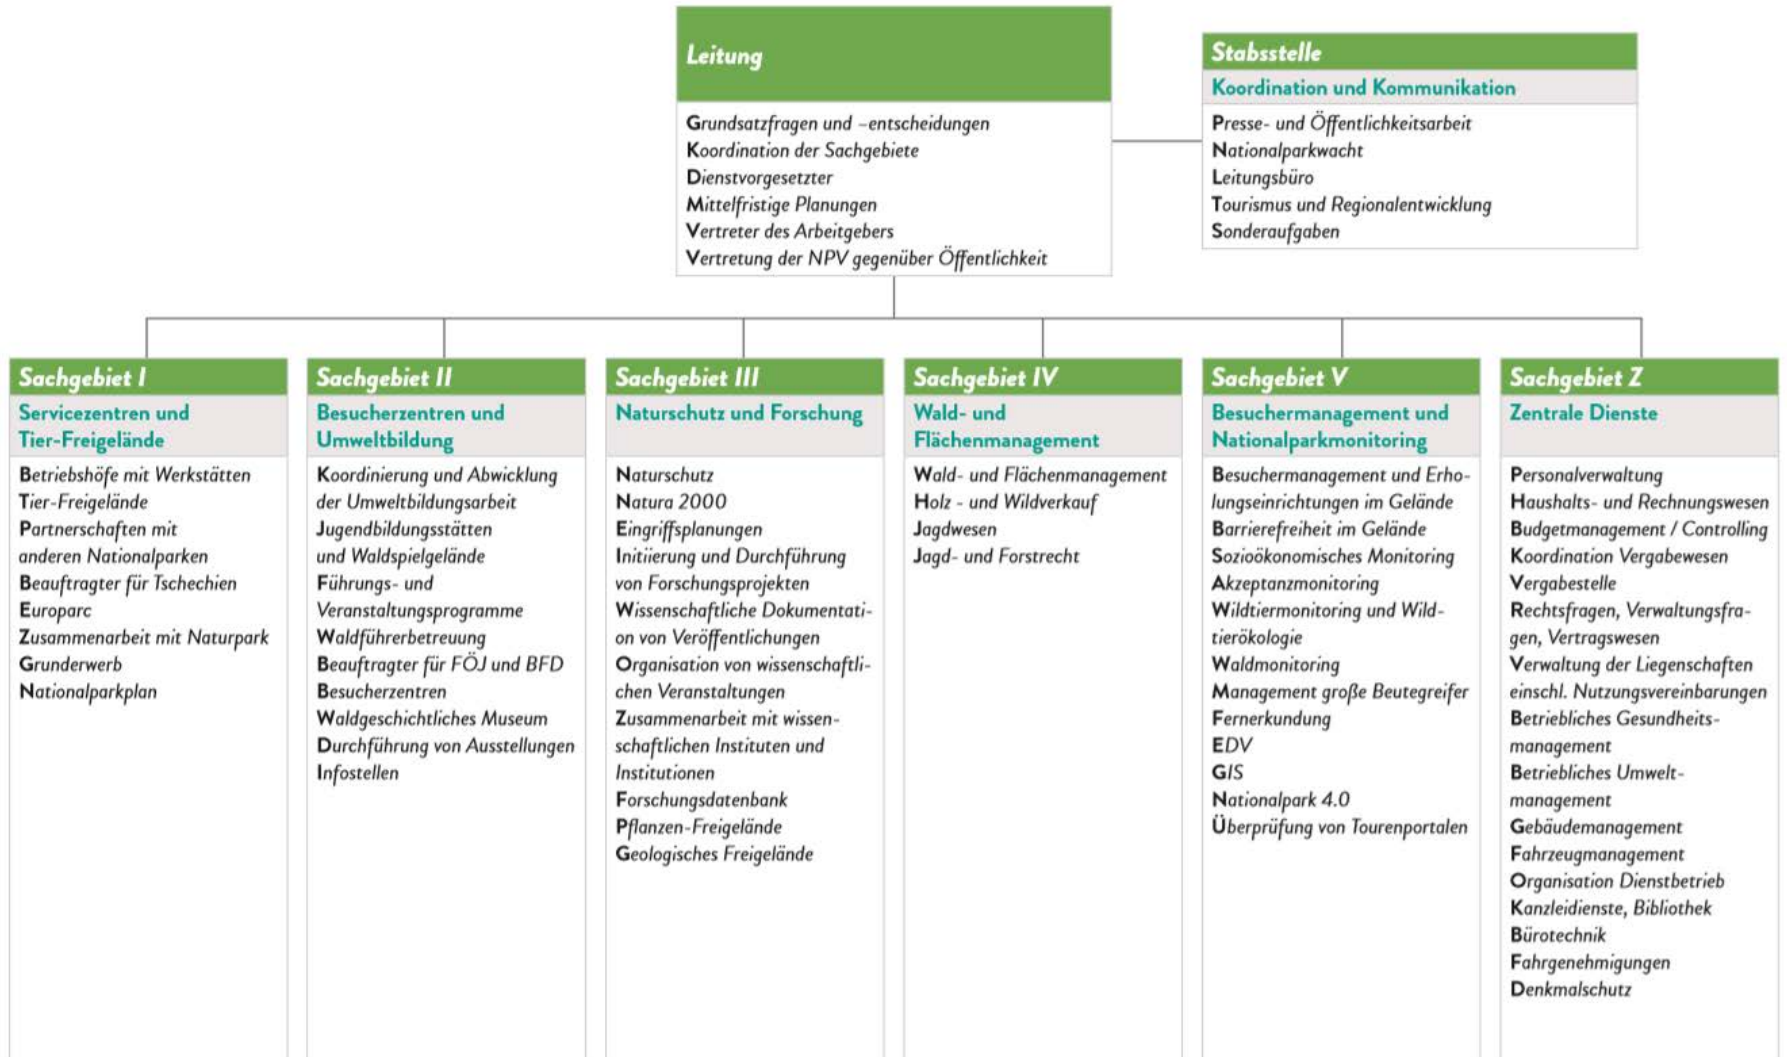 Leitung
Grundsatzfragen und –entscheidungen
Koordination der Sachgebiete
Dienstvorgesetzter
Mittelfristige Planungen
Vertreter des Arbeitgebers
Vertretung der NPV gegenüber Öffentlichkeit
Stabsstelle
Koordination und Kommunikation
Presse- und Öffentlichkeitsarbeit
Nationalparkwacht
Leitungsbüro
Tourismus und Regionalentwicklung
Sonderaufgaben
Sachgebiet I
Servicezentren und
Tier-Freigelände
Betriebshöfe mit Werkstätten
Tier-Freigelände
Partnerschaften mit
anderen Nationalparken
Beauftragter für Tschechien
Europarc
Zusammenarbeit mit Naturpark
Grunderwerb
Nationalparkplan
Sachgebiet II
Besucherzentren und
Umweltbildung
Koordinierung und Abwicklung
der Umweltbildungsarbeit
Jugendbildungsstätten
und Waldspielgelände
Führungs- und
Veranstaltungsprogramme
Waldführerbetreuung
Beauftragter für FÖJ und BFD
Besucherzentren
Waldgeschichtliches Museum
Durchführung von Ausstellungen
Infostellen
Sachgebiet III
Naturschutz und Forschung
Naturschutz
Natura 2000
Eingriffsplanungen
Initiierung und Durchführung
von Forschungsprojekten
Wissenschaftliche Dokumentati-
on von Veröffentlichungen
Organisation von wissenschaftli-
chen Veranstaltungen
Zusammenarbeit mit wissen-
schaftlichen Instituten und
Institutionen
Forschungsdatenbank
Pflanzen-Freigelände
Geologisches Freigelände
Sachgebiet IV
Wald- und
Flächenmanagement
Wald- und Flächenmanagement
Holz - und Wildverkauf
Jagdwesen
Jagd- und Forstrecht
Sachgebiet V
Besuchermanagement und
Nationalparkmonitoring
Besuchermanagement und Erho-
lungseinrichtungen im Gelände
Barrierefreiheit im Gelände
Sozioökonomisches Monitoring
Akzeptanzmonitoring
Wildtiermonitoring und Wild-
tierökologie
Waldmonitoring
Management große Beutegreifer
Fernerkundung
EDV
GIS
Nationalpark 4.0
Überprüfung von Tourenportalen
Sachgebiet Z
Zentrale Dienste
Personalverwaltung
Haushalts- und Rechnungswesen
Budgetmanagement / Controlling
Koordination Vergabewesen
Vergabestelle
Rechtsfragen, Verwaltungsfra-
gen, Vertragswesen
Verwaltung der Liegenschaften
einschl. Nutzungsvereinbarungen
Betriebliches Gesundheits-
management
Betriebliches Umwelt-
management
Gebäudemanagement
Fahrzeugmanagement
Organisation Dienstbetrieb
Kanzleidienste, Bibliothek
Bürotechnik
Fahrgenehmigungen
Denkmalschutz